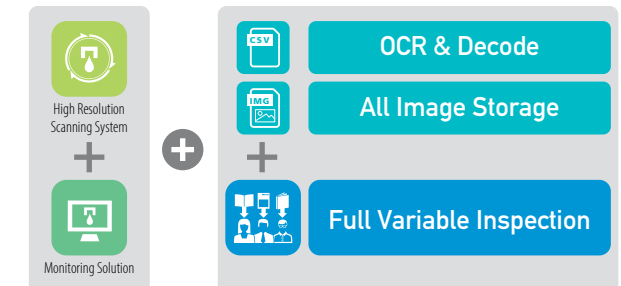 High Resolution
Scanning System
Monitoring Solution
CSV
OCR & Decode
IMG
All Image Storage
Full Variable Inspection